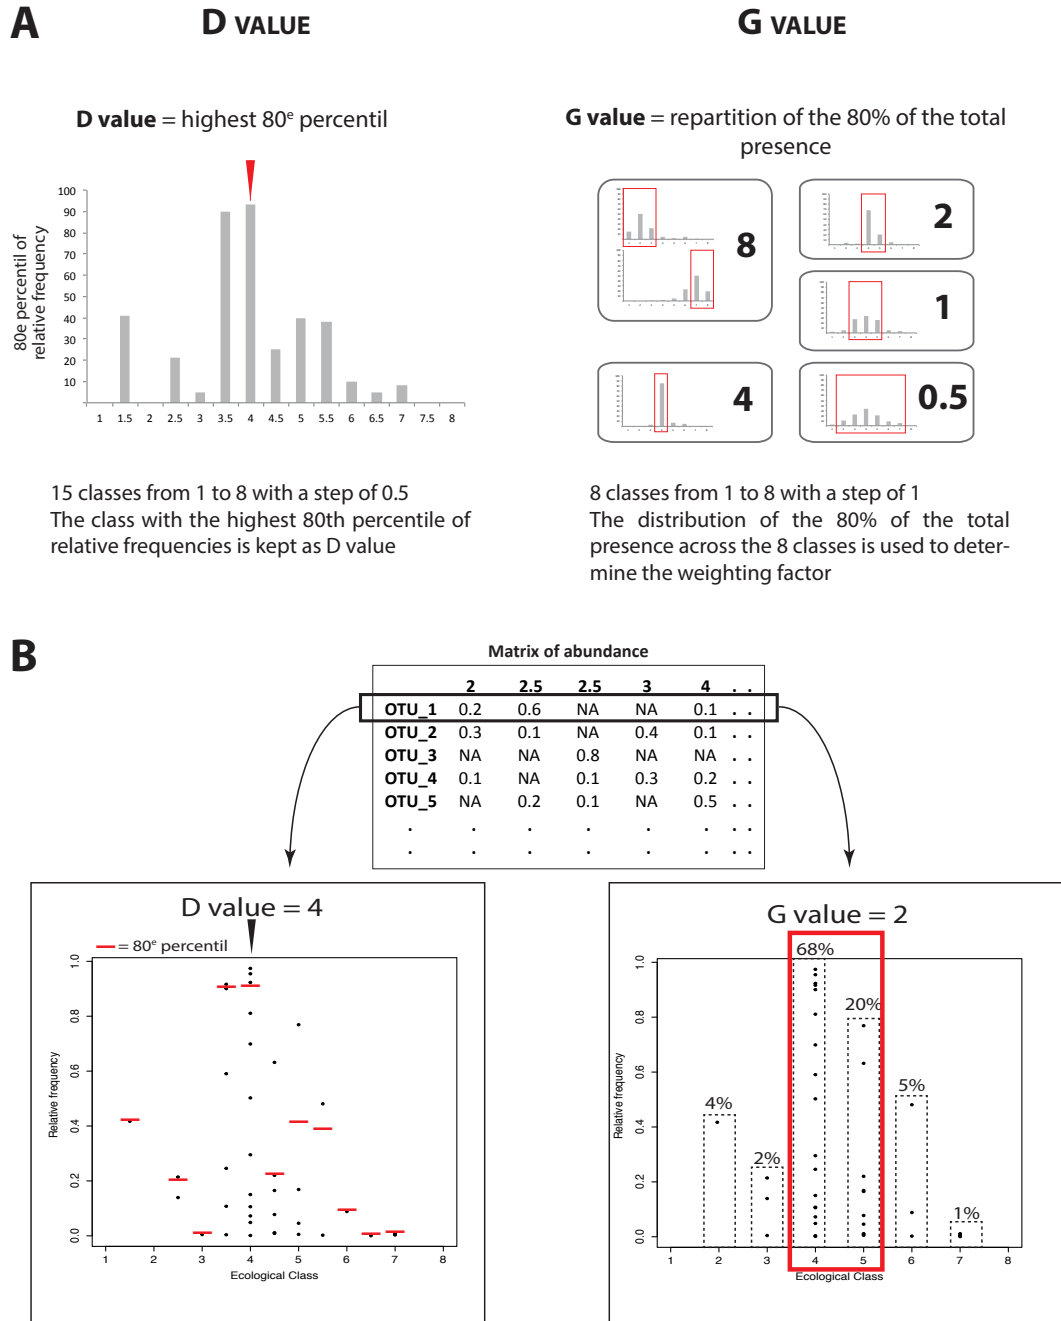 A
D VALUE
G VALUE
D value = highest 80e percentil
G value = repartition of the 80% of the total
presence
80e percentil of
relative frequency
100
90
80
70
60
50
40
30
20
10
1 1.5 2 2.5 3 3.5 4 4.5 5 5.5 6 6.5 7 7.5 8
8
2
1
4
0.5
15 classes from 1 to 8 with a step of 0.5
The class with the highest 80th percentile of
relative frequencies is kept as D value
8 classes from 1 to 8 with a step of 1
The distribution of the 80% of the total
presence across the 8 classes is used to deter-
mine the weighting factor
B
Matrix of abundance
2 2.5 2.5 3 4 . .
OTU_1 0.2 0.6 NA NA 0.1 . .
OTU_2 0.3 0.1 NA 0.4 0.1 . .
OTU_3 NA NA 0.8 NA NA . .
OTU_4 0.1 NA 0.1 0.3 0.2 . .
OTU_5 NA 0.2 0.1 NA 0.5 . .
. . . . . . . .
. . . . . . . .
D value = 4
= 80e percentil
Relative frequency
1.0
0.8
0.6
0.4
0.2
0.0
1 2 3 4 5 6 7 8
Ecological Class
G value = 2
68%
20%
5%
4%
2%
1%
Relative frequency
1.0
0.8
0.6
0.4
0.2
0.0
1 2 3 4 5 6 7 8
Ecological Class